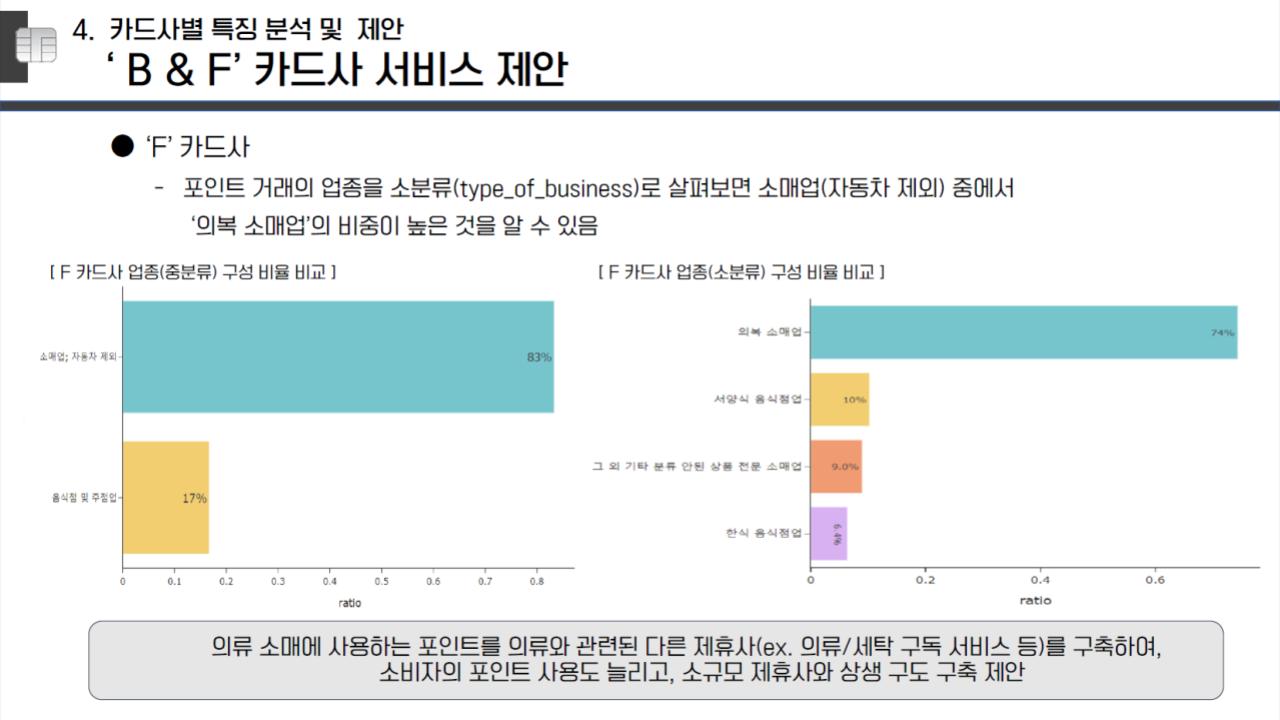 4. 카드사별 특징 분석 및 제안
‘ B & F’ 카드사 서비스 제안
● ‘F’ 카드사
- 포인트 거래의 업종을 소분류(type_of_business)로 살펴보면 소매업(자동차 제외) 중에서
‘의복 소매업’의 비중이 높은 것을 알 수 있음
[ F 카드사 업종(중분류) 구성 비율 비교 ]
소매업; 자동차 제외
83%
음식점 및 주점업
17%
0 0.1 0.2 0.3 0.4 0.5 0.6 0.7 0.8
ratio
[ F 카드사 업종(소분류) 구성 비율 비교 ]
의복 소매업
74%
서양식 음식점업
10%
그 외 기타 분류 안된 상품 전문 소매업
9.0%
한식 음식점업
6.4%
0 0.2 0.4 0.6
ratio
의류 소매에 사용하는 포인트를 의류와 관련된 다른 제휴사(ex. 의류/세탁 구독 서비스 등)를 구축하여,
소비자의 포인트 사용도 늘리고, 소규모 제휴사와 상생 구도 구축 제안